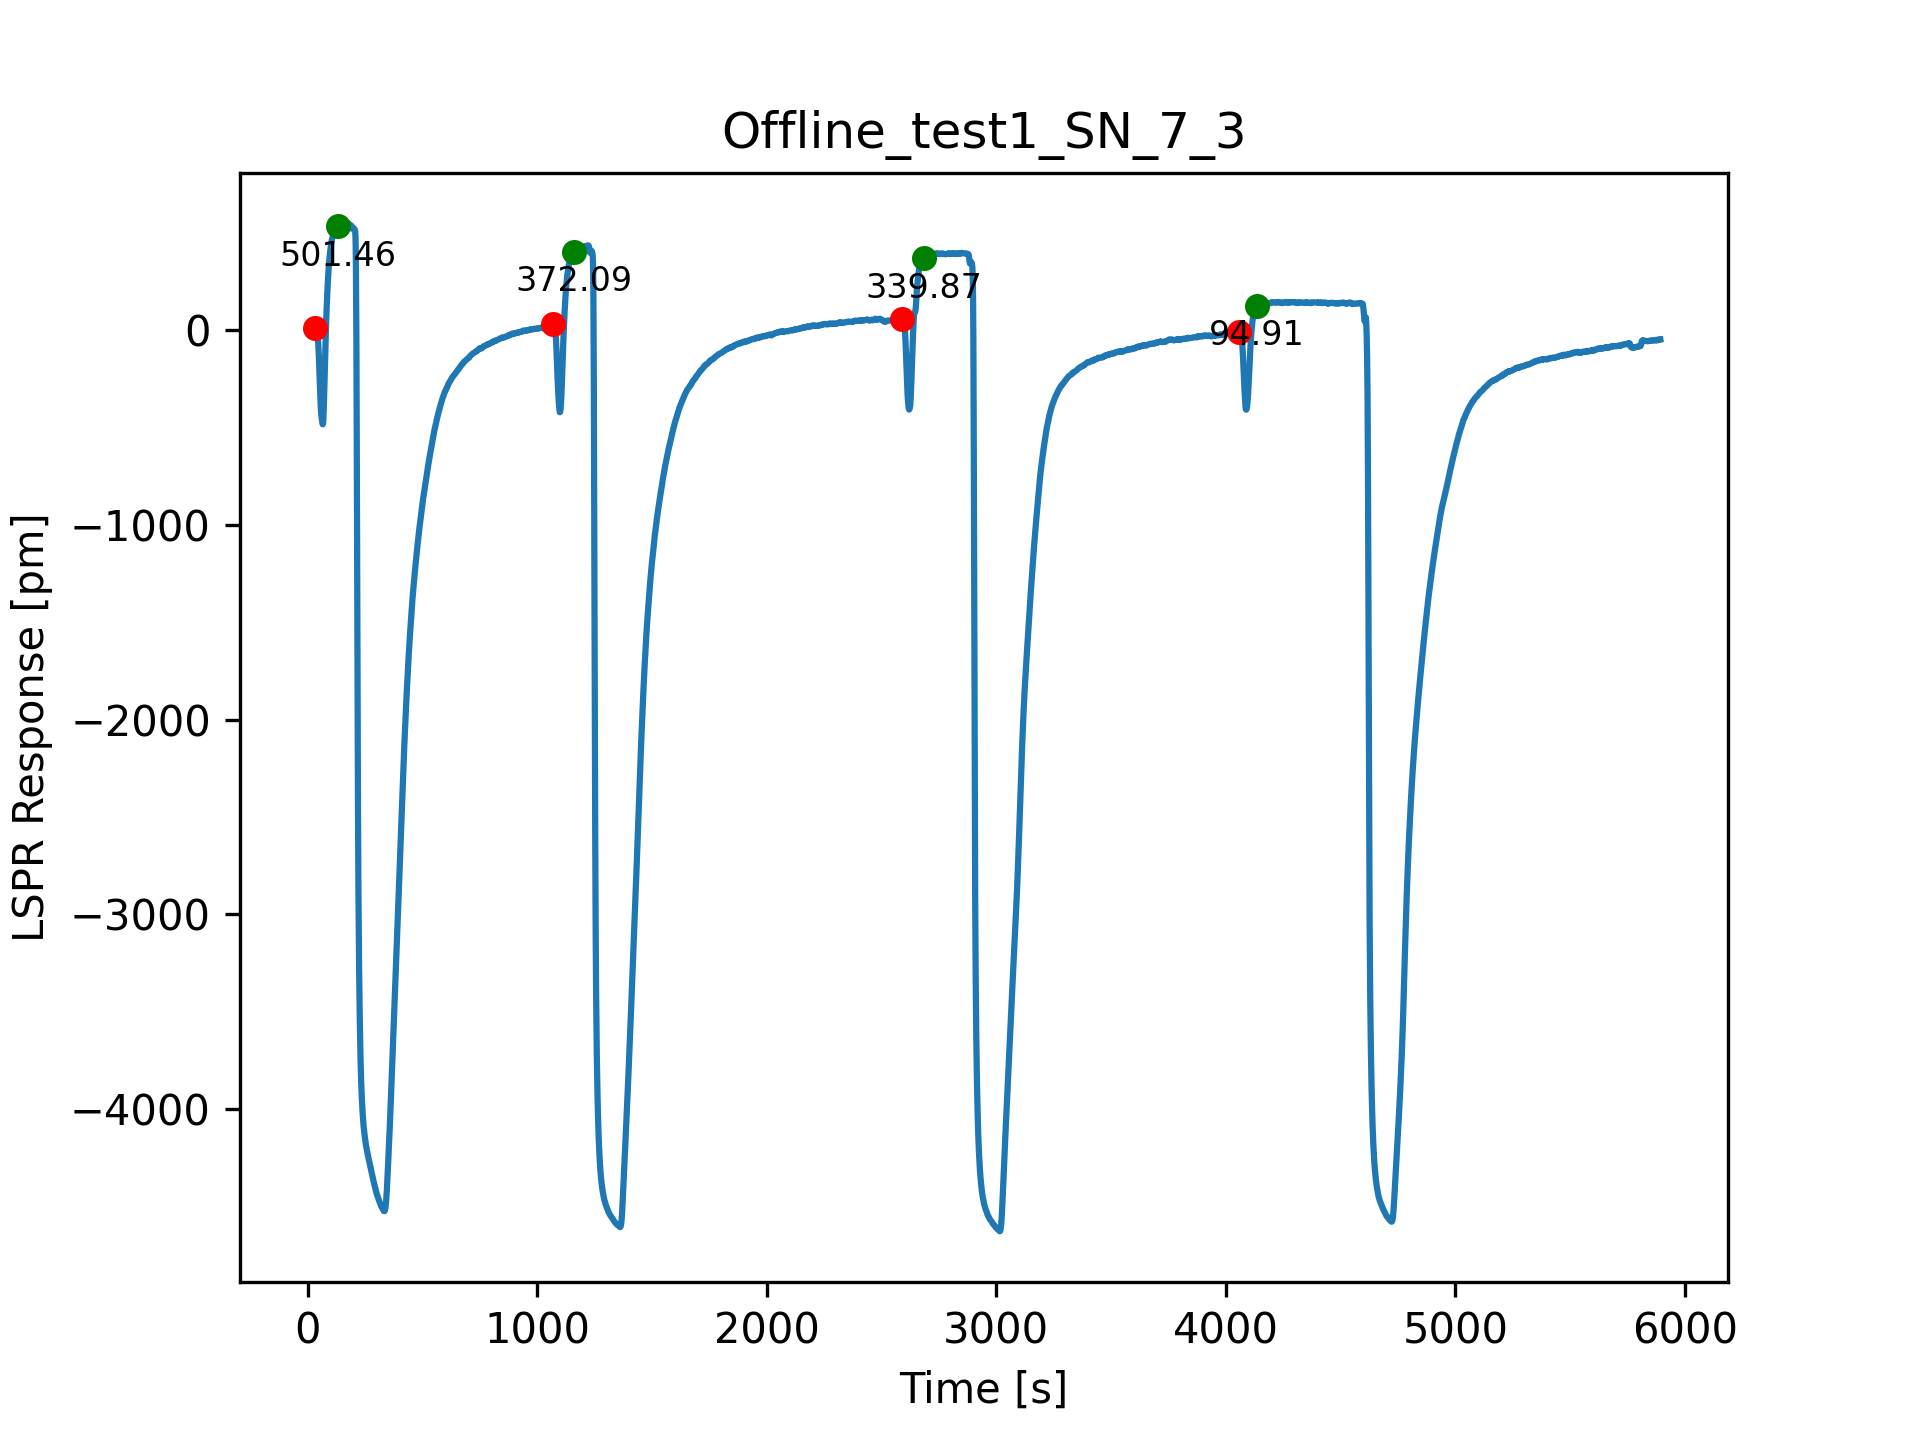 Offline_test1_SN_7_3
501.46
372.09
339.87
94.91
LSPR Response [pm]
0
−1000
−2000
−3000
−4000
0 1000 2000 3000 4000 5000 6000
Time [s]